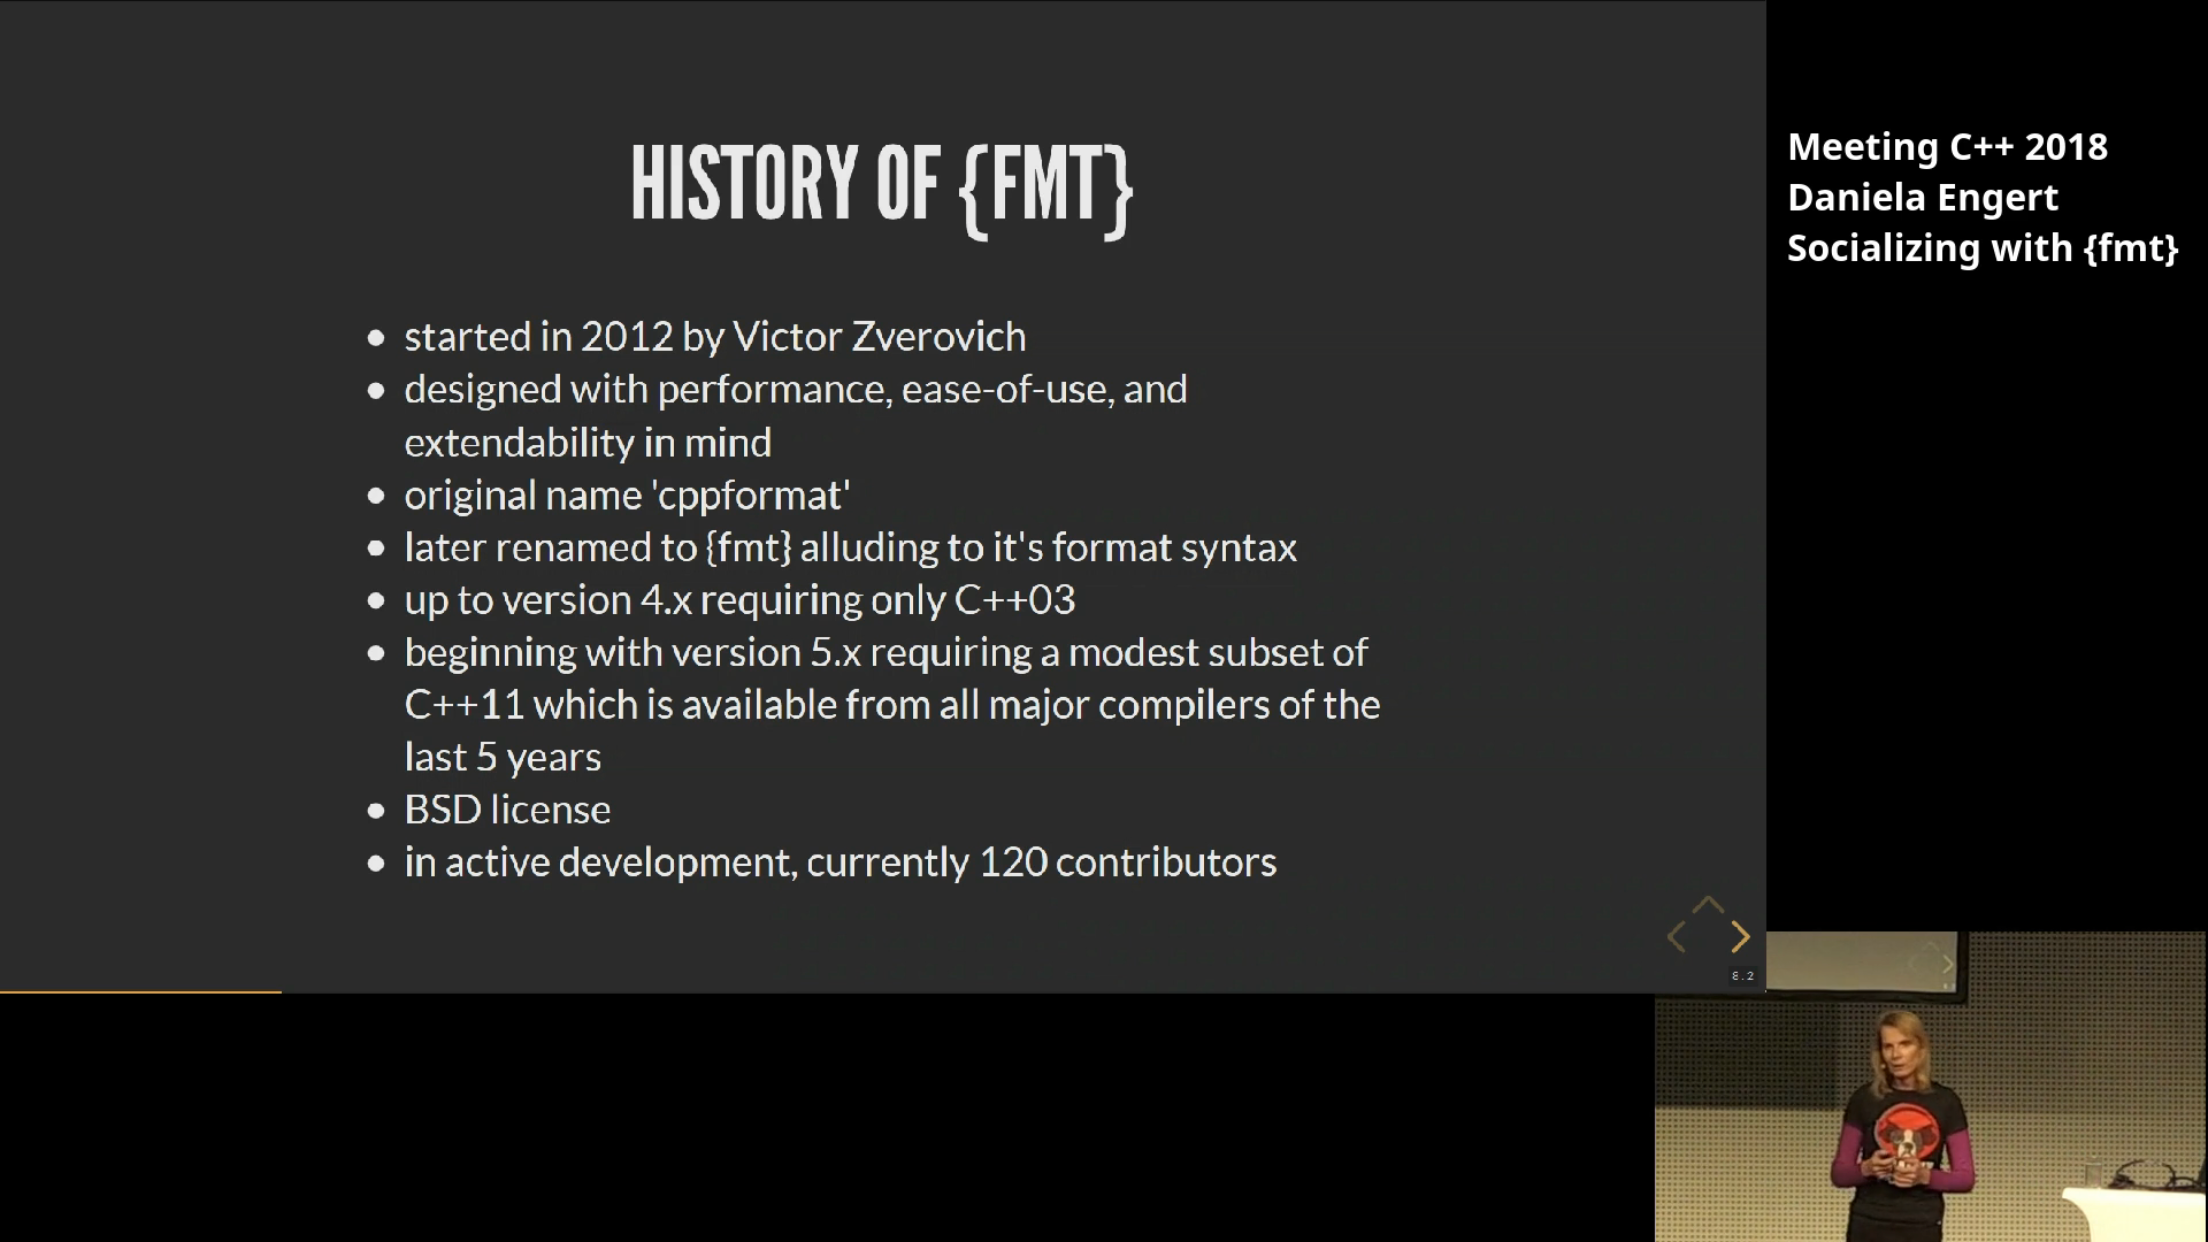 HISTORY OF {FMT}
started in 2012 by Victor Zverovich
designed with performance, ease-of-use, and
extendability in mind
original name 'cppformat'
later renamed to {fmt} alluding to it's format syntax
up to version 4.x requiring only C++03
beginning with version 5.x requiring a modest subset of
C++11 which is available from all major compilers of the
last 5 years
BSD license
in active development, currently 120 contributors
8.2
Meeting C++ 2018
Daniela Engert
Socializing with {fmt}